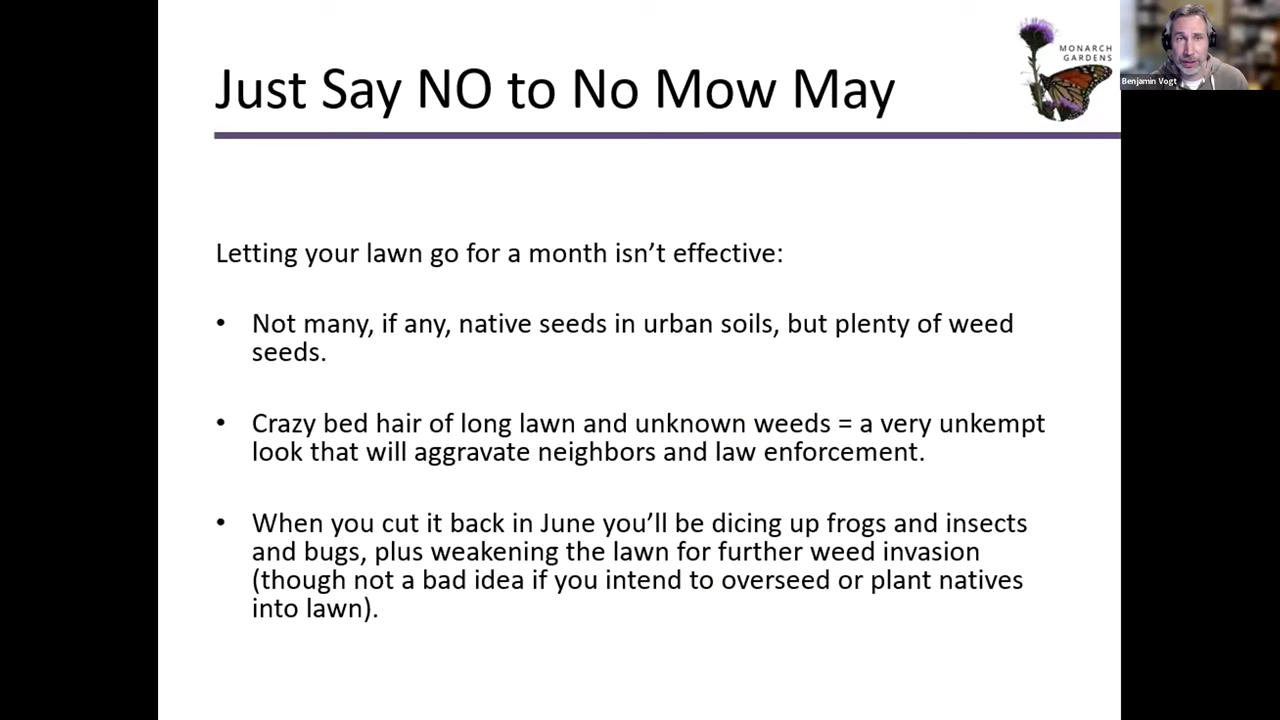 Just Say NO to No Mow May
MONARCH
GARDENS
Benjamin Vogt
Letting your lawn go for a month isn’t effective:
• Not many, if any, native seeds in urban soils, but plenty of weed
seeds.
• Crazy bed hair of long lawn and unknown weeds = a very unkempt
look that will aggravate neighbors and law enforcement.
• When you cut it back in June you’ll be dicing up frogs and insects
and bugs, plus weakening the lawn for further weed invasion
(though not a bad idea if you intend to overseed or plant natives
into lawn).